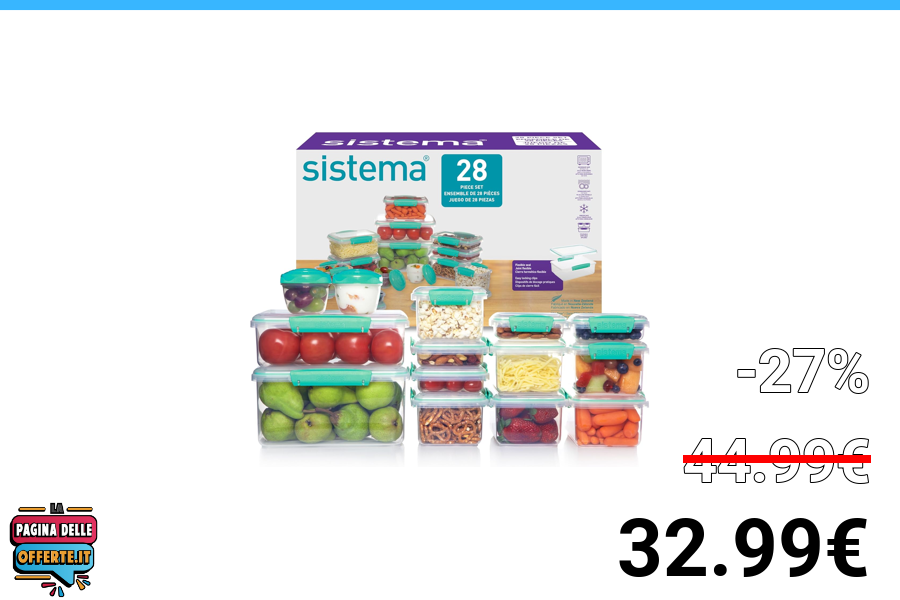 sistema
sistema®
28
PIECE SET
ENSEMBLE DE 28 PIÈCES
JUEGO DE 28 PIEZAS
-27%
44.99€
32.99€
LA
PAGINA DELLE
OFFERTE.IT